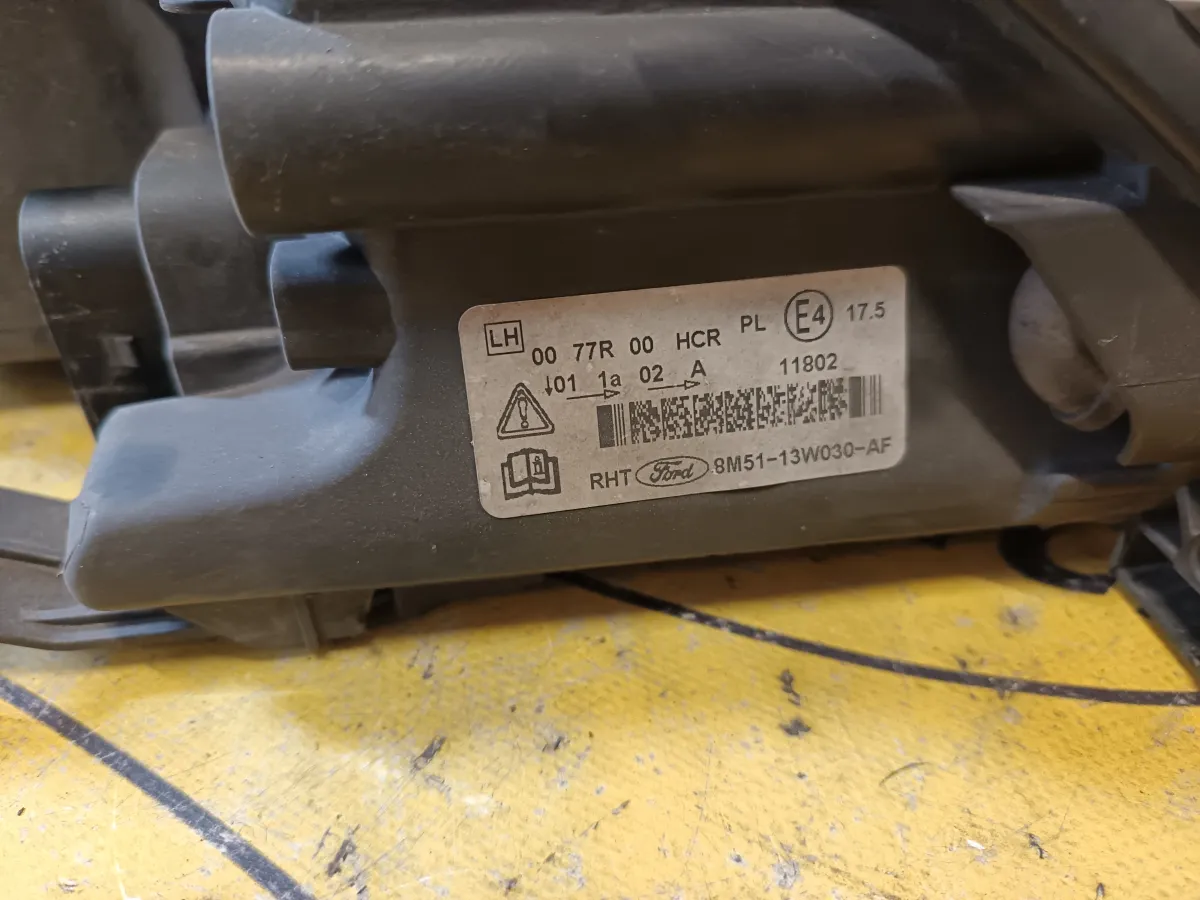 LH 00 77R 00 HCR PL E4 17.5
↓01 1a 02 A 11802
RHT Ford 8M51-13W030-AF